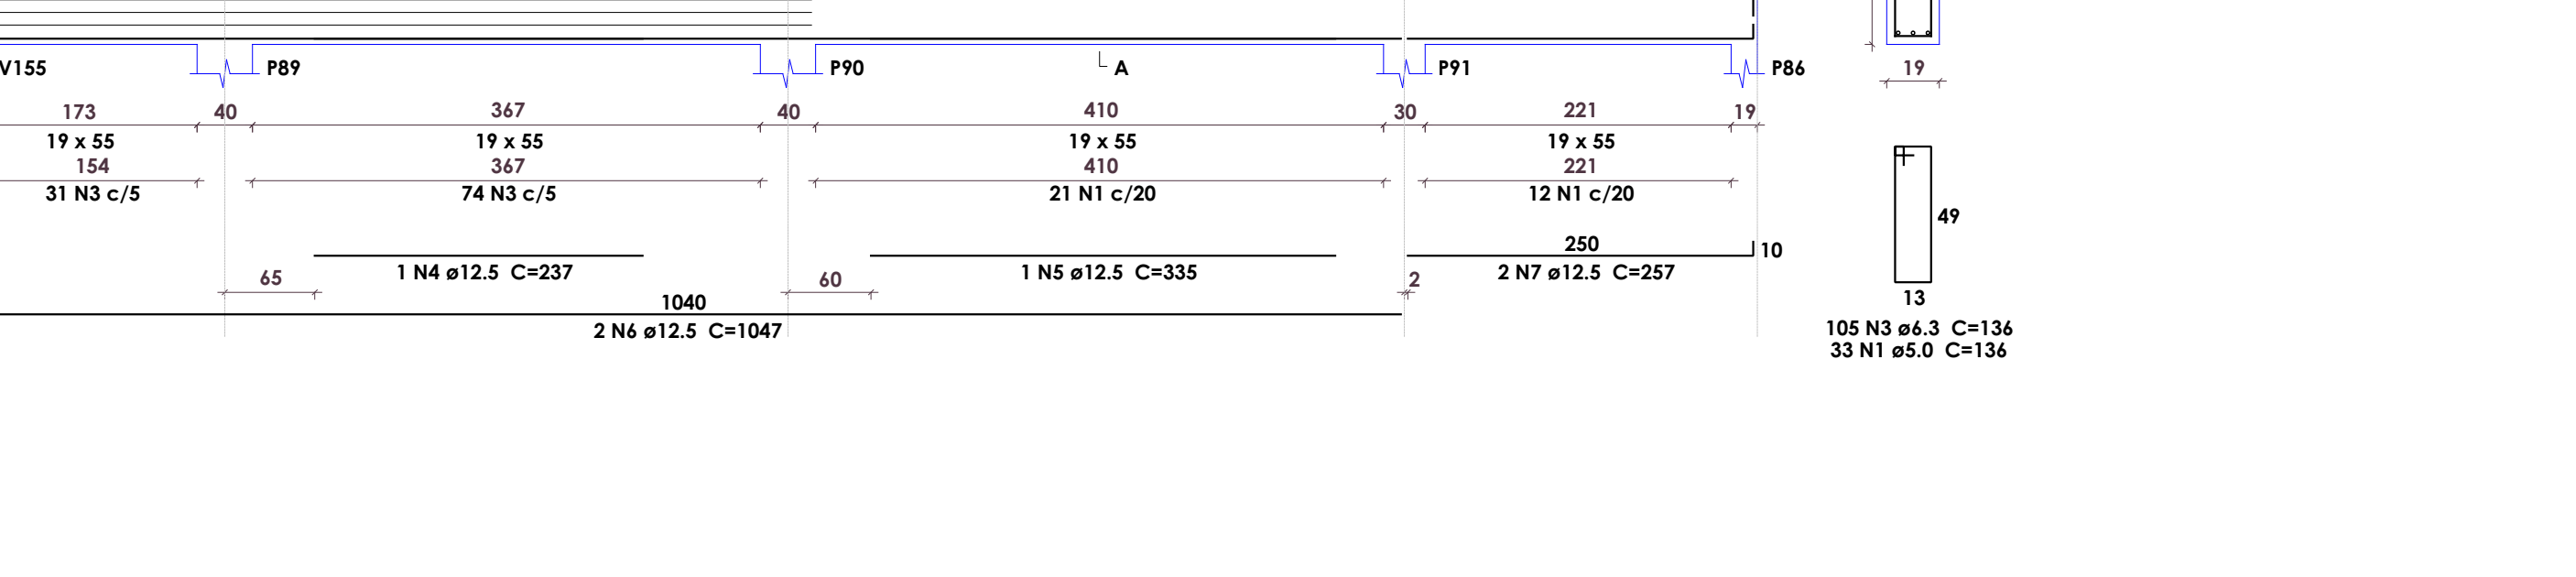 V155 P89 P90 A P91 P86 19
173 40 367 40 410 30 221 19
19 x 55 19 x 55 19 x 55 19 x 55
154 367 410 221
31 N3 c/5 74 N3 c/5 21 N1 c/20 12 N1 c/20
49
250 10
1 N4 ø12.5 C=237 1 N5 ø12.5 C=335 2 N7 ø12.5 C=257
65 60 2
13
1040
2 N6 ø12.5 C=1047
105 N3 ø6.3 C=136
33 N1 ø5.0 C=136